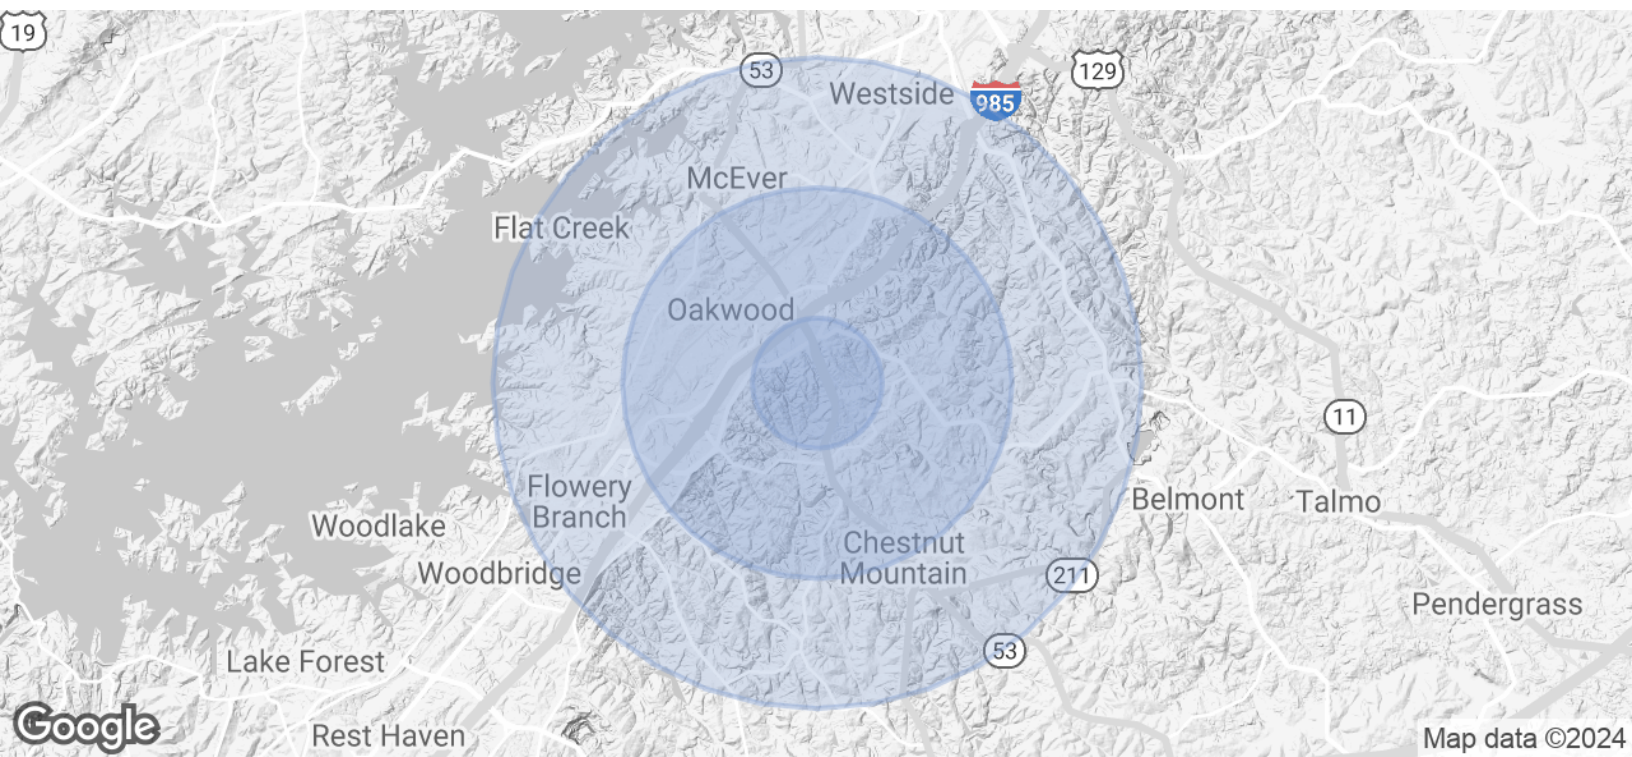 19
53
129
Westside
985
McEver
Flat Creek
Oakwood
11
Flowery
Branch
Belmont
Talmo
Woodlake
Chestnut
Mountain
Woodbridge
211
Pendergrass
53
Lake Forest
Google
Rest Haven
Map data ©2024